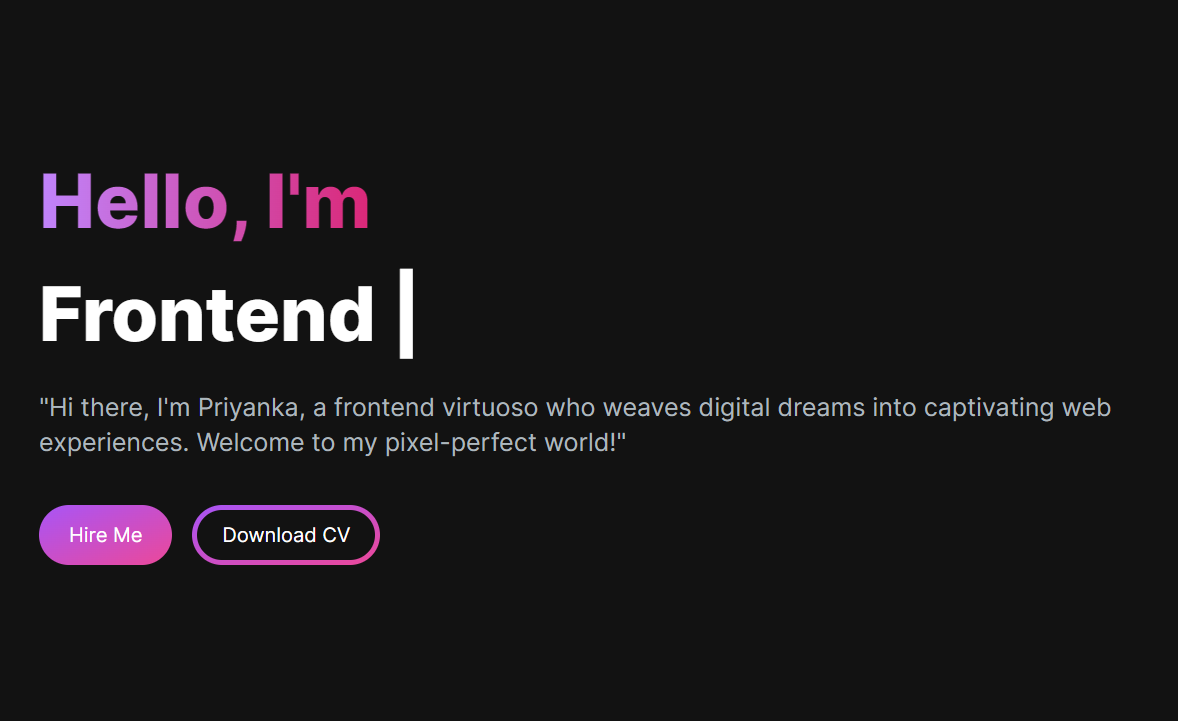 Hello, I'm
Frontend
"Hi there, I'm Priyanka, a frontend virtuoso who weaves digital dreams into captivating web
experiences. Welcome to my pixel-perfect world!"
Hire Me
Download CV